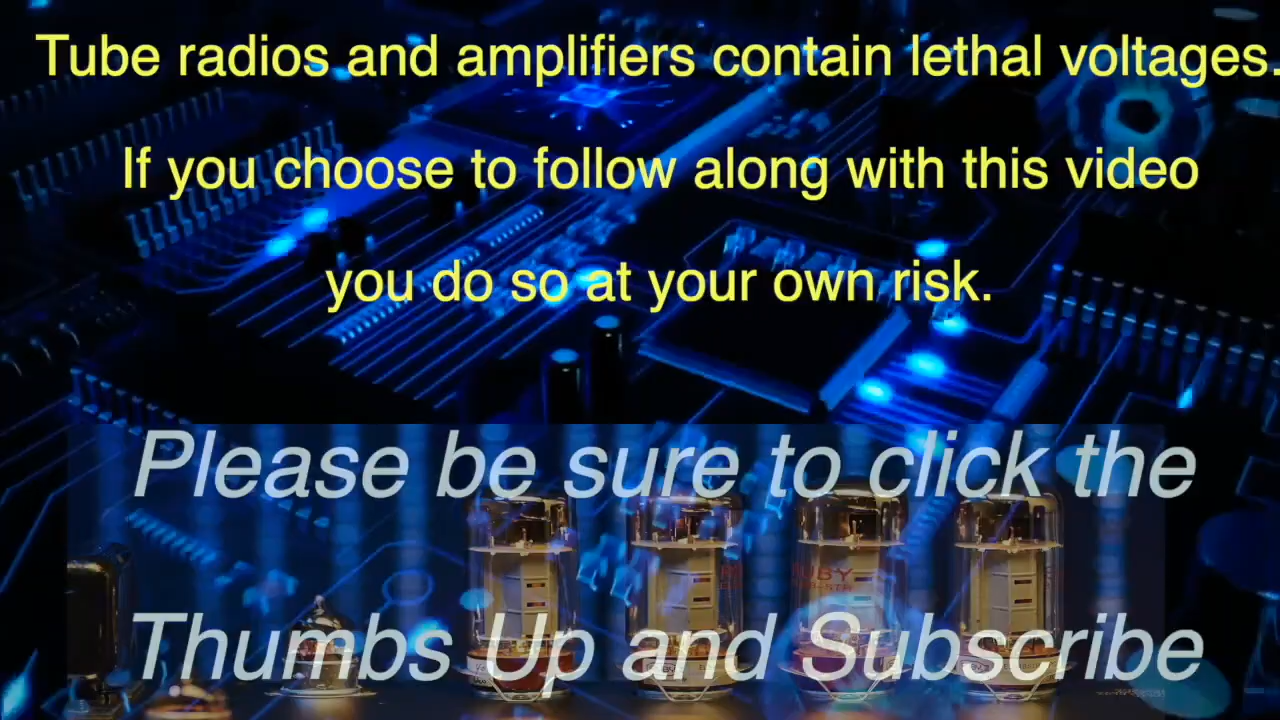 Tube radios and amplifiers contain lethal voltages.
If you choose to follow along with this video
you do so at your own risk.
Please be sure to click the
UBY
Thumbs Up and Subscribe